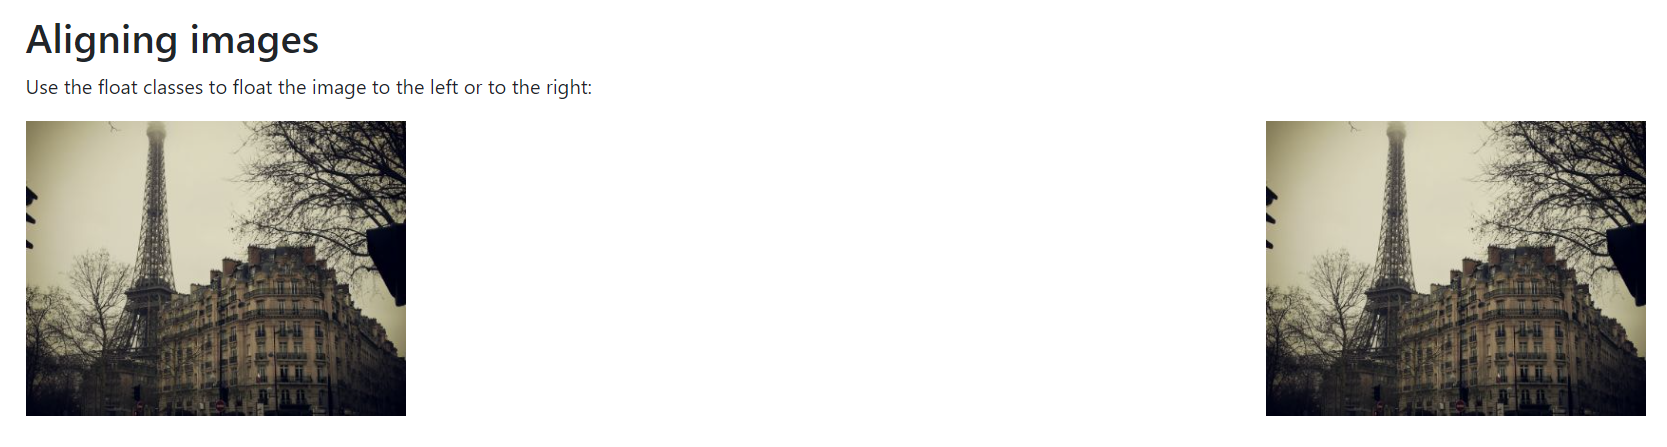 Aligning images
Use the float classes to float the image to the left or to the right: